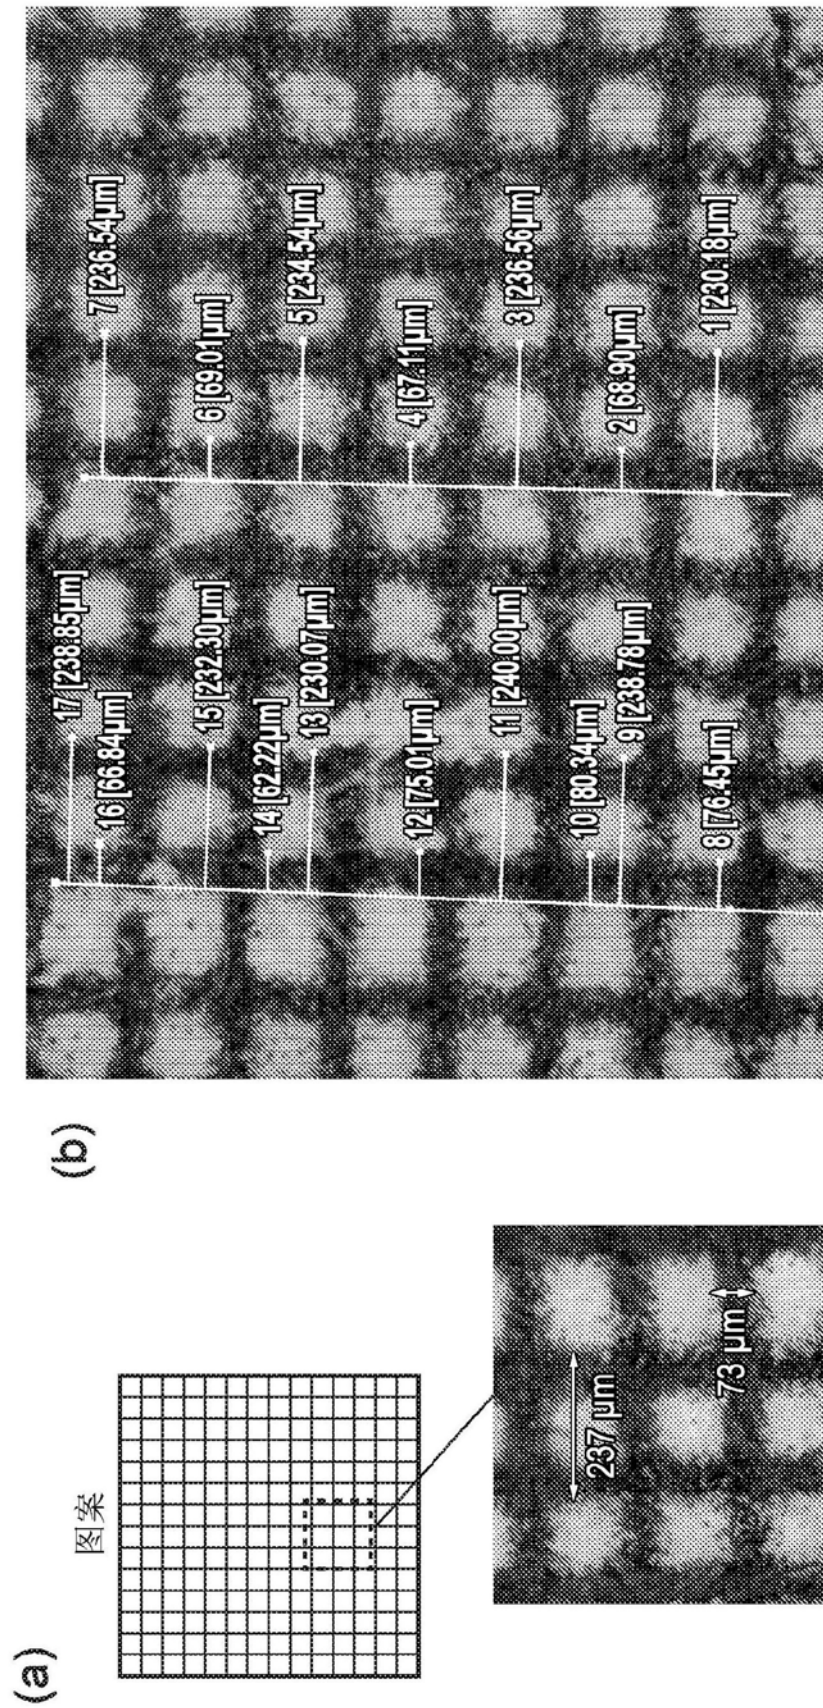 (a)
图案
237 μm
73 μm
(b)
17 [238.85μm]
16 [66.84μm]
15 [232.30μm]
14 [62.22μm]
13 [230.07μm]
12 [75.01μm]
11 [240.00μm]
10 [80.34μm]
9 [238.78μm]
8 [76.45μm]
7 [236.54μm]
6 [69.01μm]
5 [234.54μm]
4 [67.11μm]
3 [236.56μm]
2 [68.90μm]
1 [230.18μm]